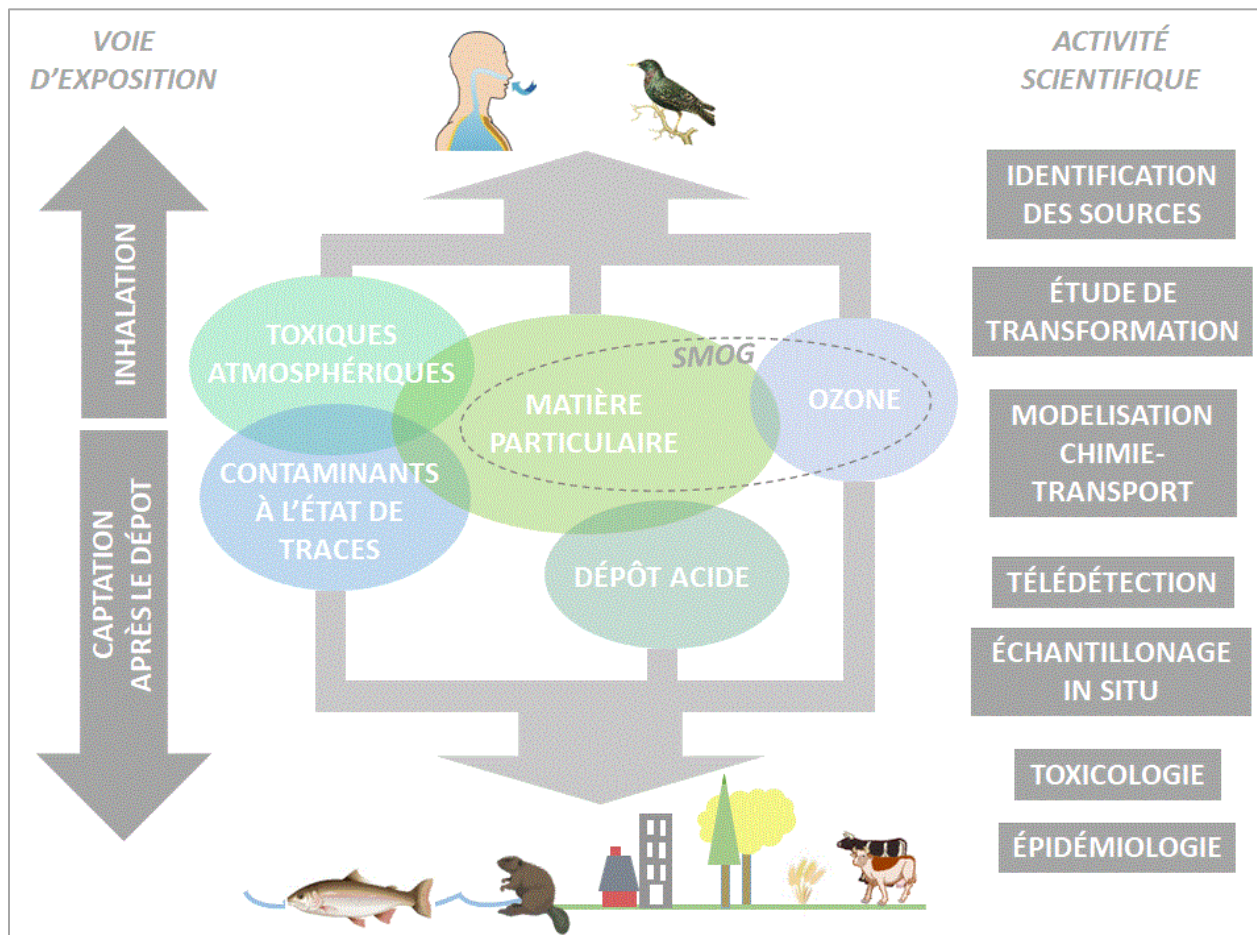 VOIE
D'EXPOSITION
INHALATION
CAPTATION
APRÈS LE DÉPOT
TOXIQUES
ATMOSPHÉRIQUES
CONTAMINANTS
À L'ÉTAT DE
TRACES
MATIÈRE
PARTICULAIRE
SMOG
OZONE
DÉPÔT ACIDE
ACTIVITÉ
SCIENTIFIQUE
IDENTIFICATION
DES SOURCES
ÉTUDE DE
TRANSFORMATION
MODELISATION
CHIMIE-
TRANSPORT
TÉLÉDÉTECTION
ÉCHANTILLONAGE
IN SITU
TOXICOLOGIE
ÉPIDÉMIOLOGIE